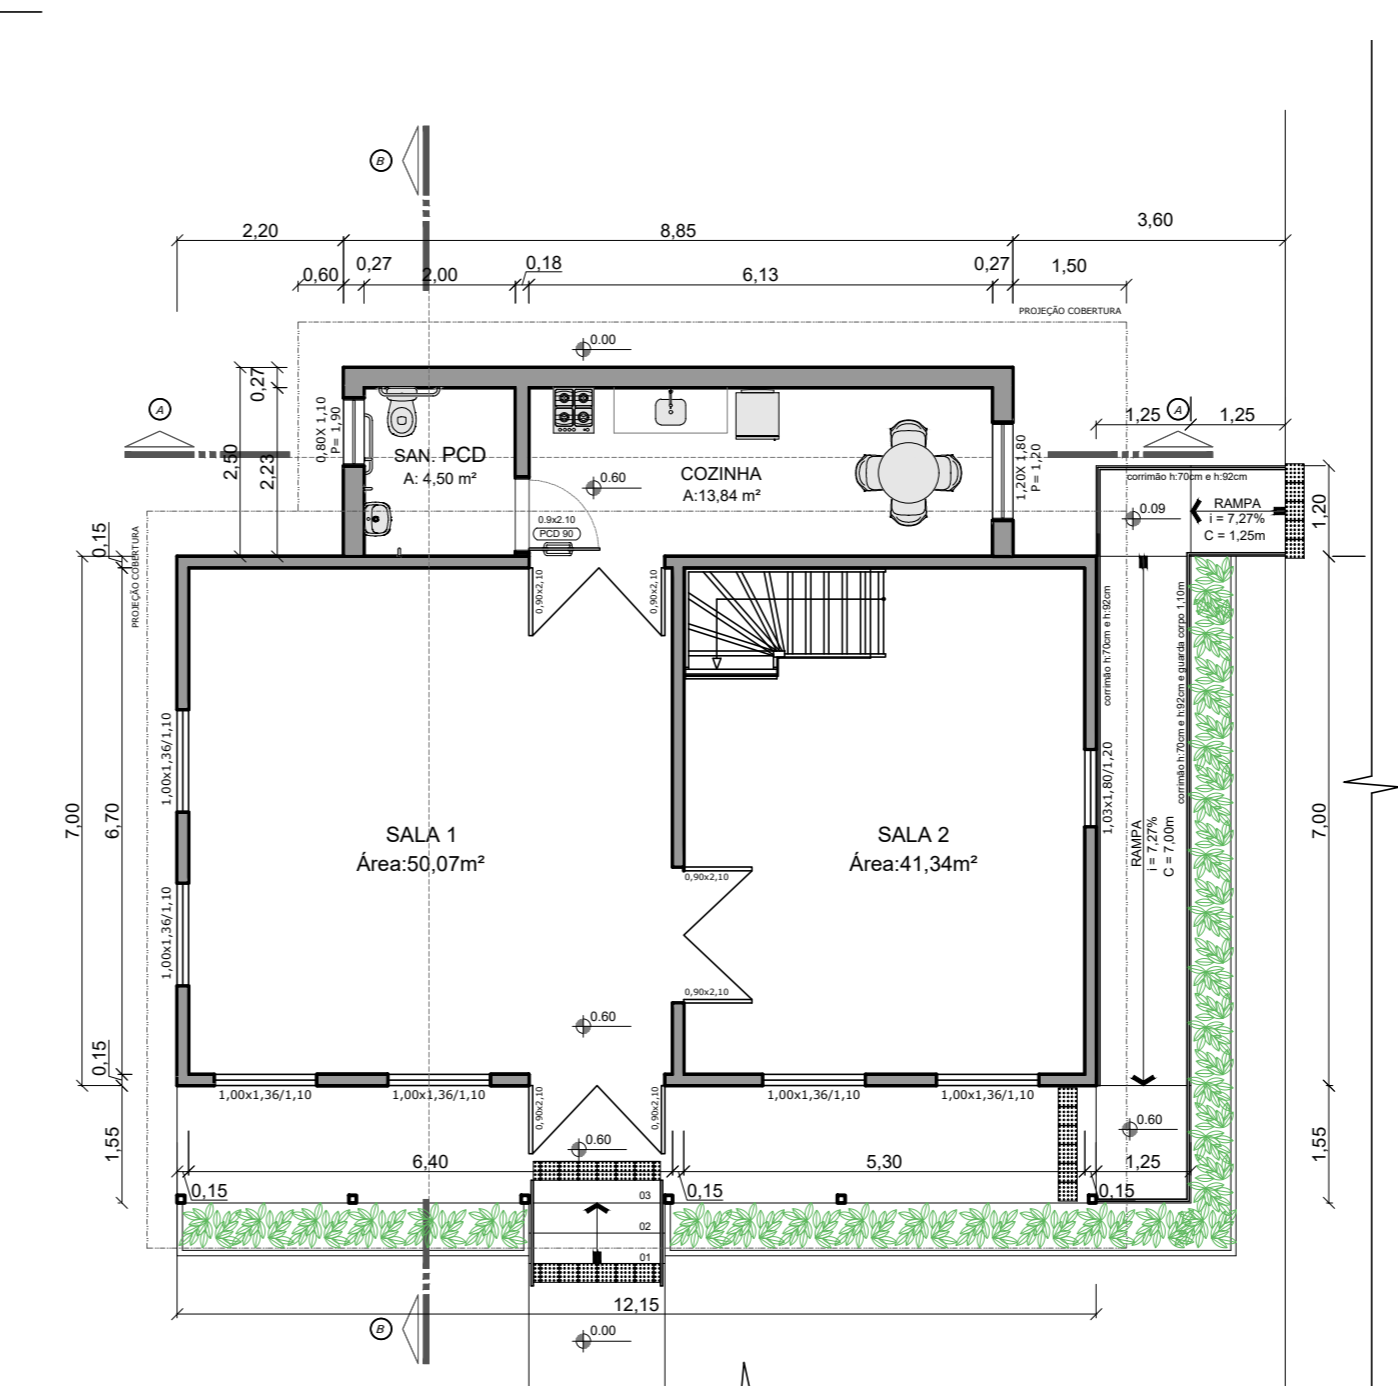 B
2,20
8,85
3,60
0,60
0,27
2,00
0,18
6,13
0,27
1,50
PROJEÇÃO COBERTURA
0.00
0,27
2,50
2,23
A
0,80X 1,10
P= 1,90
SAN. PCD
A: 4,50 m²
COZINHA
A:13,84 m²
0.60
1,20X 1,80
P= 1,20
A
1,25
1,25
corrimão h:70cm e h:92cm
0.09
RAMPA
i = 7,27%
C = 1,25m
1,20
0.9x2.10
PCD 90
0,15
PROJEÇÃO COBERTURA
0,90x2,10
0,90x2,10
corrimão h:70cm e h:92cm
corrimão h:70cm e h:92cm e guarda corpo 1,10m
1,00x1,36/1,10
1,03x1,80/1,20
7,00
6,70
SALA 1
Área:50,07m²
SALA 2
Área:41,34m²
RAMPA
i = 7,27%
C = 7,00m
7,00
0,90x2,10
1,00x1,36/1,10
0,90x2,10
0.60
0,15
1,00x1,36/1,10
1,00x1,36/1,10
0,90x2,10
0,90x2,10
1,00x1,36/1,10
1,00x1,36/1,10
1,55
0.60
0.60
1,55
6,40
5,30
1,25
0,15
0,15
0,15
03
02
01
12,15
B
0.00